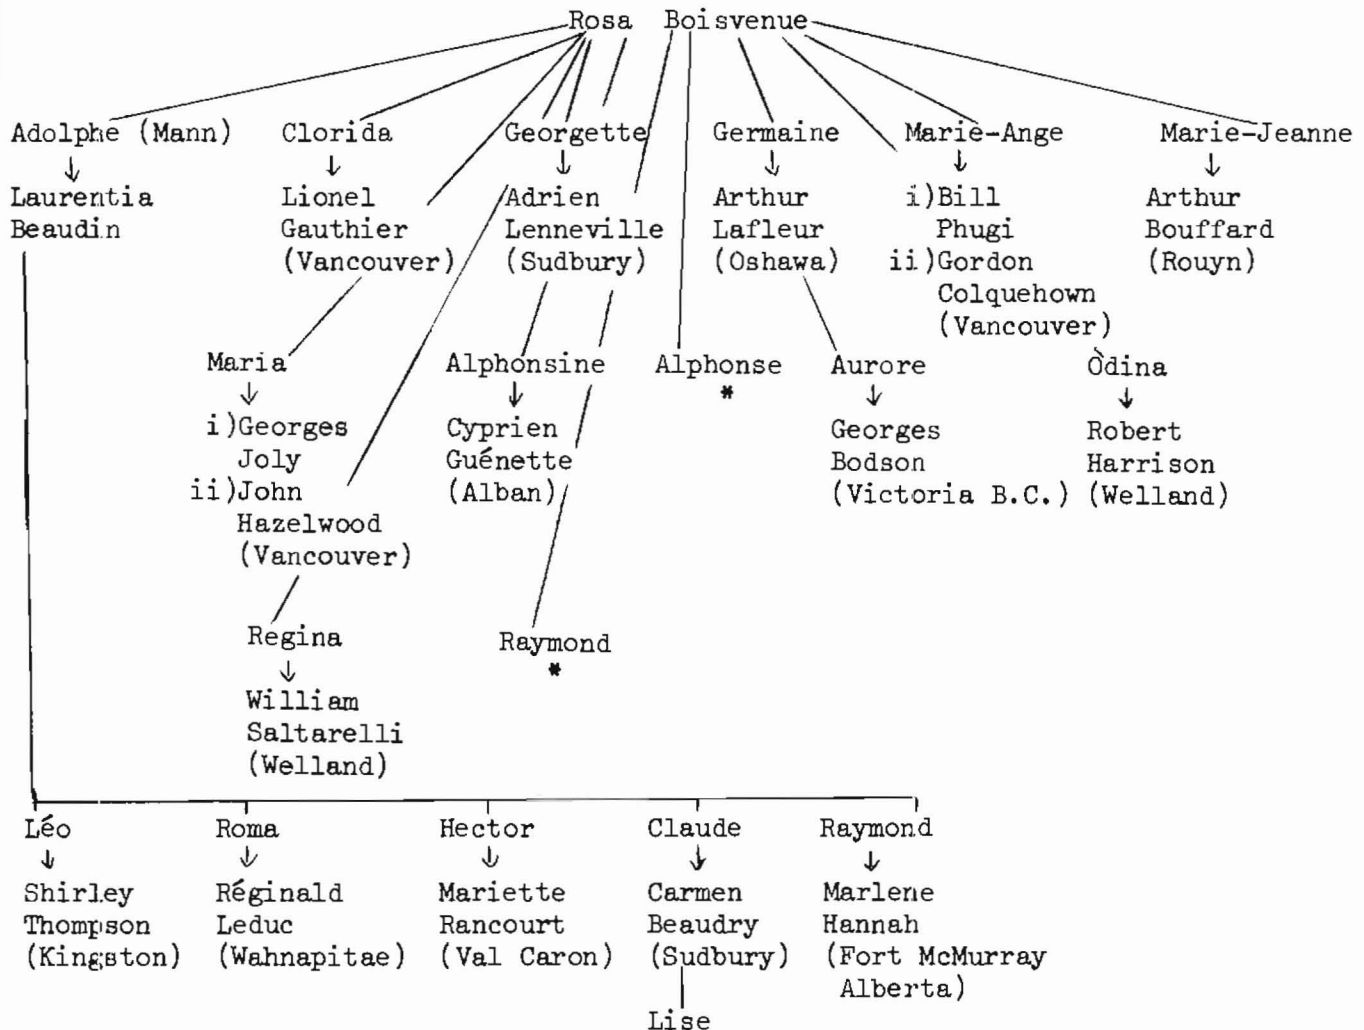 Rosa Boisvenue
Adolphe (Mann) Clorida Georgette Germaine Marie-Ange Marie-Jeanne
↓ ↓ ↓ ↓ ↓ ↓
Laurentia Lionel Adrien Arthur i)Bill Arthur
Beaudin Gauthier Lenneville Lafleur Phugi Bouffard
(Vancouver) (Sudbury) (Oshawa) ii)Gordon (Rouyn)
Colquehown
(Vancouver)
Maria Alphonsine Alphonse Aurore Òdina
↓ ↓ * ↓ ↓
i)Georges Cyprien Georges Robert
Joly Guénette Bodson Harrison
ii)John (Alban) (Victoria B.C.) (Welland)
Hazelwood
(Vancouver)
Regina Raymond
↓ *
William
Saltarelli
(Welland)
Léo Roma Hector Claude Raymond
↓ ↓ ↓ ↓ ↓
Shirley Réginald Mariette Carmen Marlene
Thompson Leduc Rancourt Beaudry Hannah
(Kingston) (Wahnapitae) (Val Caron) (Sudbury) (Fort McMurray
Alberta)
Lise